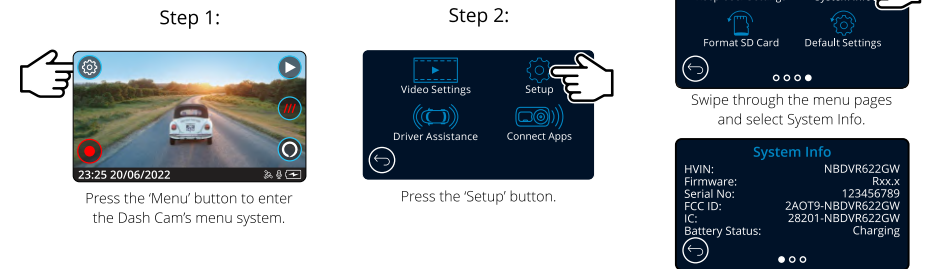 Step 1:
23:25 20/06/2022
Press the ‘Menu’ button to enter
the Dash Cam’s menu system.
Step 2:
Video Settings
Setup
Driver Assistance
Connect Apps
Press the ‘Setup’ button.
Format SD Card
Default Settings
Swipe through the menu pages
and select System Info.
System Info
HVIN: NBDVR622GW
Firmware: Rxx.x
Serial No: 123456789
FCC ID: 2AOT9-NBDVR622GW
IC: 28201-NBDVR622GW
Battery Status: Charging